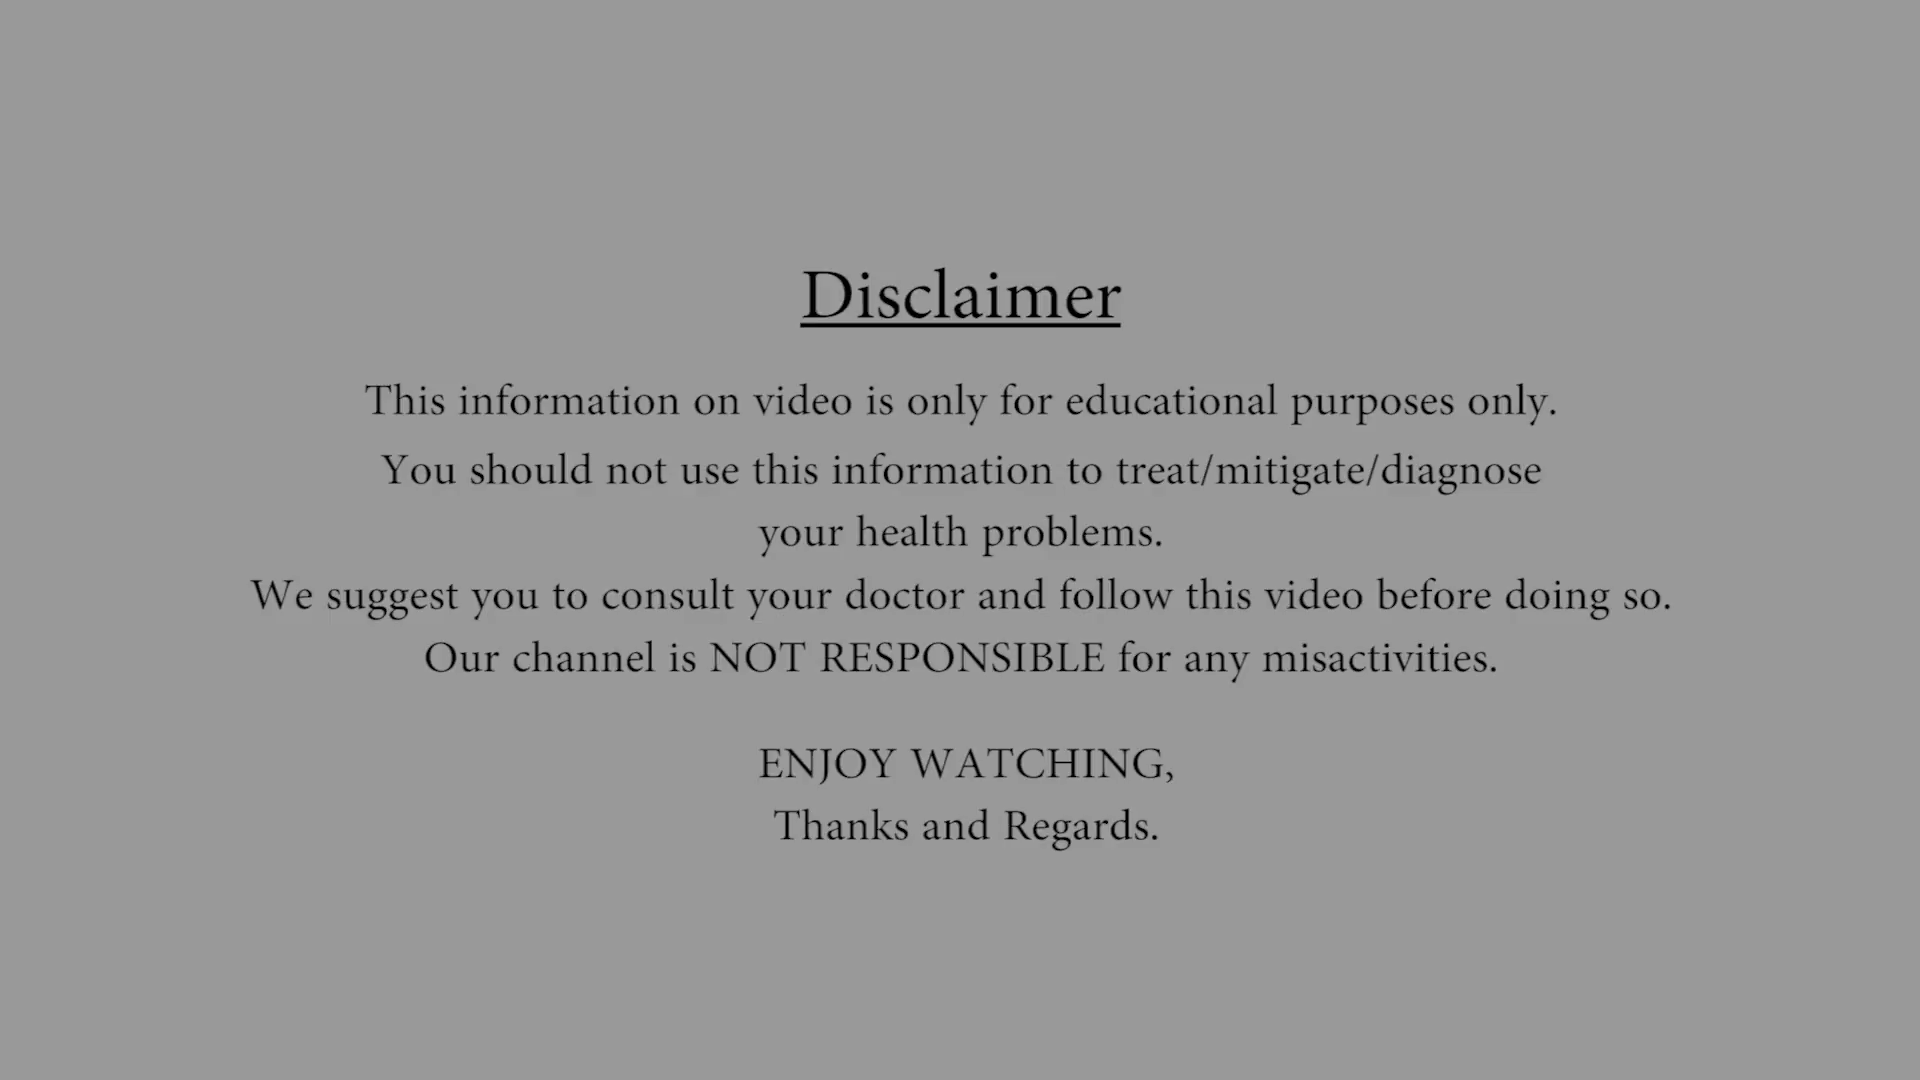 Disclaimer
This information on video is only for educational purposes only.
You should not use this information to treat/mitigate/diagnose
your health problems.
We suggest you to consult your doctor and follow this video before doing so.
Our channel is NOT RESPONSIBLE for any misactivities.
ENJOY WATCHING,
Thanks and Regards.